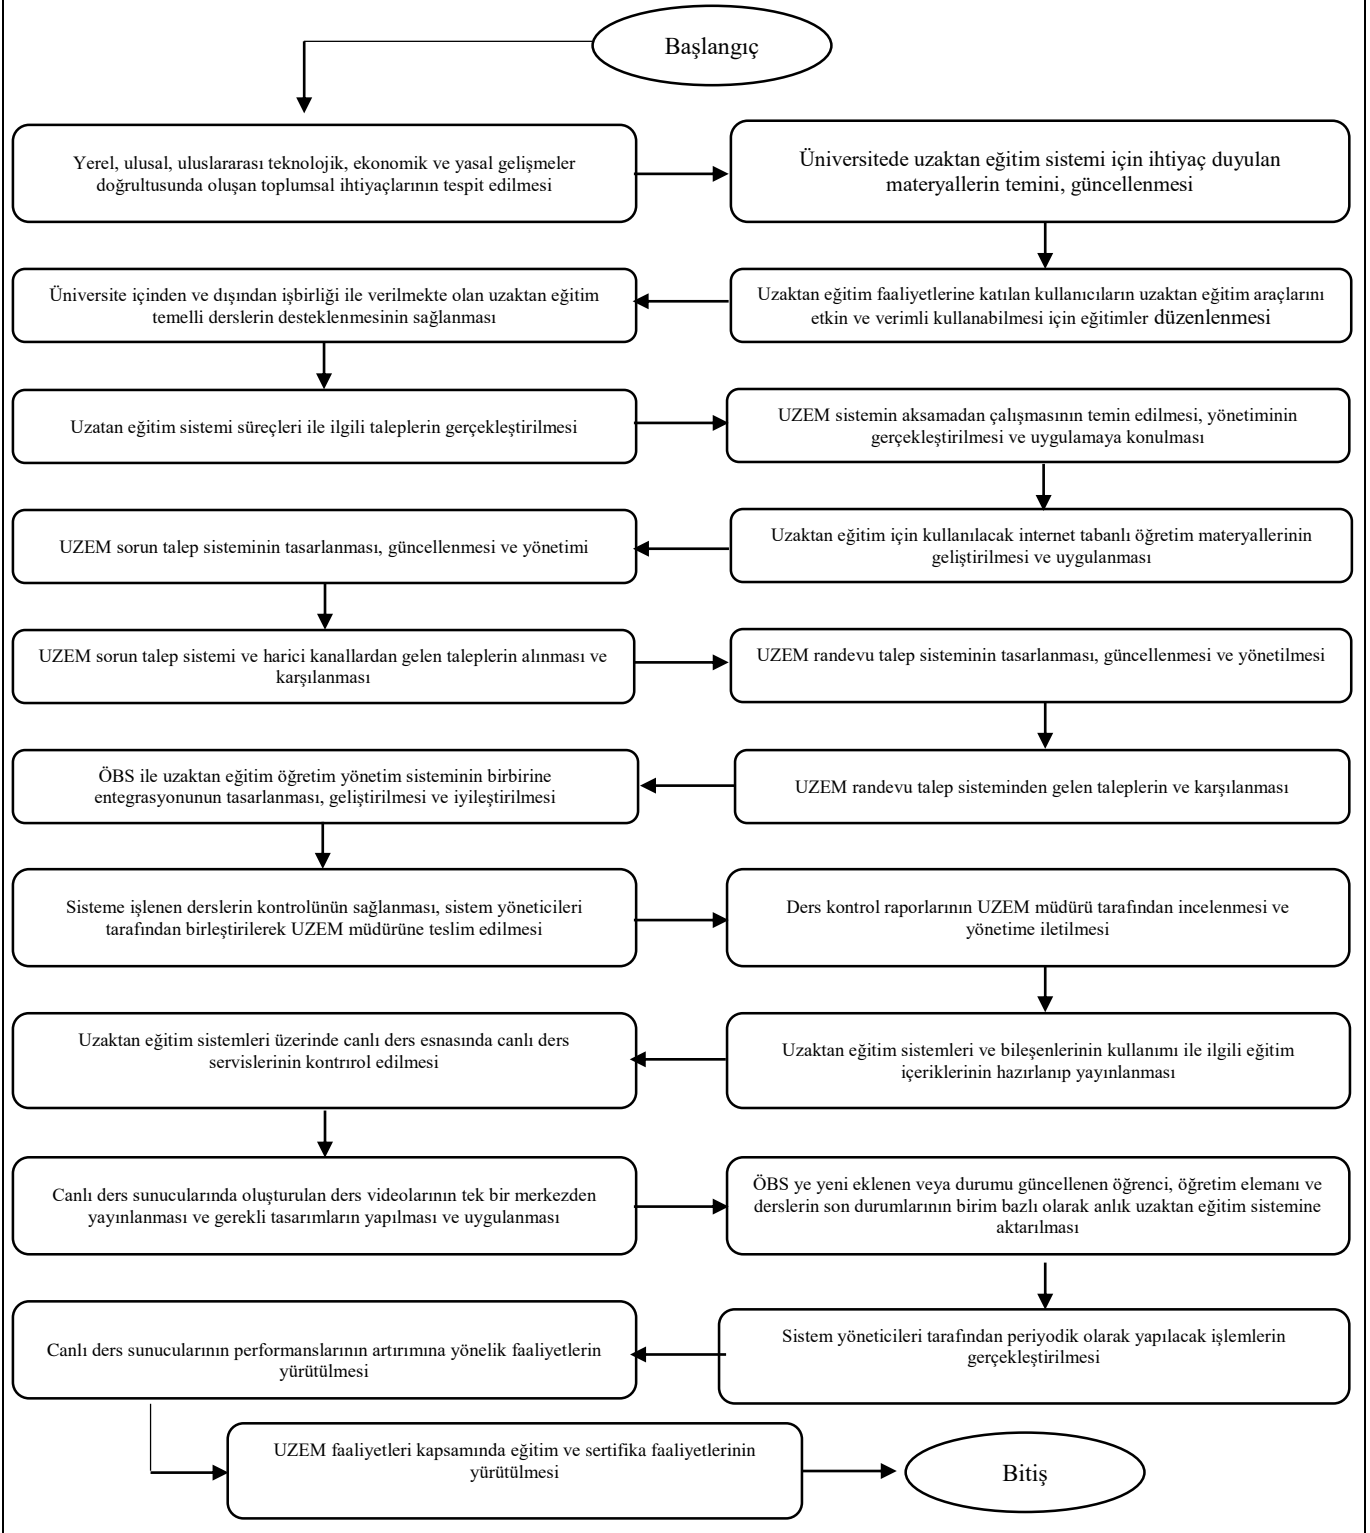 Başlangıç
Yerel, ulusal, uluslararası teknolojik, ekonomik ve yasal gelişmeler
doğrultusunda oluşan toplumsal ihtiyaçlarının tespit edilmesi
Üniversitede uzaktan eğitim sistemi için ihtiyaç duyulan
materyallerin temini, güncellenmesi
Uzaktan eğitim faaliyetlerine katılan kullanıcıların uzaktan eğitim araçlarını
etkin ve verimli kullanabilmesi için eğitimler düzenlenmesi
Üniversite içinden ve dışından işbirliği ile verilmekte olan uzaktan eğitim
temelli derslerin desteklenmesinin sağlanması
Uzatan eğitim sistemi süreçleri ile ilgili taleplerin gerçekleştirilmesi
UZEM sistemin aksamadan çalışmasının temin edilmesi, yönetiminin
gerçekleştirilmesi ve uygulamaya konulması
Uzaktan eğitim için kullanılacak internet tabanlı öğretim materyallerinin
geliştirilmesi ve uygulanması
UZEM sorun talep sisteminin tasarlanması, güncellenmesi ve yönetimi
UZEM sorun talep sistemi ve harici kanallardan gelen taleplerin alınması ve
karşılanması
UZEM randevu talep sisteminin tasarlanması, güncellenmesi ve yönetilmesi
UZEM randevu talep sisteminden gelen taleplerin ve karşılanması
ÖBS ile uzaktan eğitim öğretim yönetim sisteminin birbirine
entegrasyonunun tasarlanması, geliştirilmesi ve iyileştirilmesi
Sisteme işlenen derslerin kontrolünün sağlanması, sistem yöneticileri
tarafından birleştirilerek UZEM müdürüne teslim edilmesi
Ders kontrol raporlarının UZEM müdürü tarafından incelenmesi ve
yönetime iletilmesi
Uzaktan eğitim sistemleri ve bileşenlerinin kullanımı ile ilgili eğitim
içeriklerinin hazırlanıp yayınlanması
Uzaktan eğitim sistemleri üzerinde canlı ders esnasında canlı ders
servislerinin kontrırol edilmesi
Canlı ders sunucularında oluşturulan ders videolarının tek bir merkezden
yayınlanması ve gerekli tasarımların yapılması ve uygulanması
ÖBS ye yeni eklenen veya durumu güncellenen öğrenci, öğretim elemanı ve
derslerin son durumlarının birim bazlı olarak anlık uzaktan eğitim sistemine
aktarılması
Sistem yöneticileri tarafından periyodik olarak yapılacak işlemlerin
gerçekleştirilmesi
Canlı ders sunucularının performanslarının artırımına yönelik faaliyetlerin
yürütülmesi
UZEM faaliyetleri kapsamında eğitim ve sertifika faaliyetlerinin
yürütülmesi
Bitiş